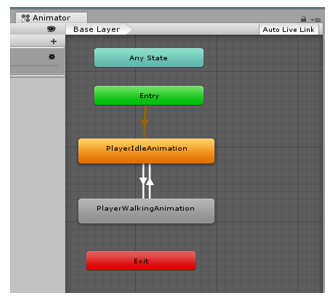 Animator
Base Layer
Auto Live Link
Any State
Entry
PlayerIdleAnimation
PlayerWalkingAnimation
Exit